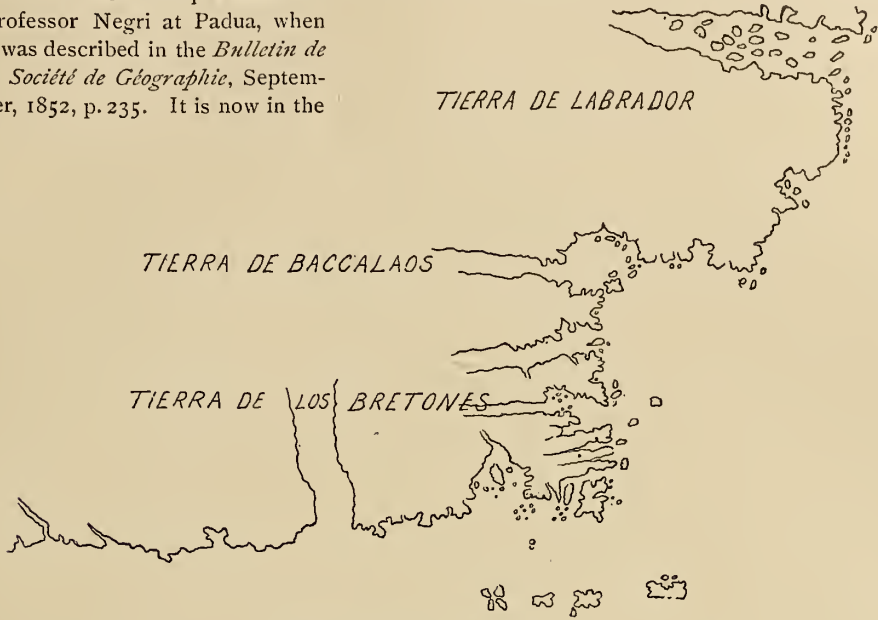 rofessor Negri at Padua, when
was described in the Bulletin de
Société de Géographie, Septem-
er, 1852, p. 235. It is now in the
TIERRA DE LABRADOR
TIERRA DE BACCALAOS
TIERRA DE LOS BRETONES